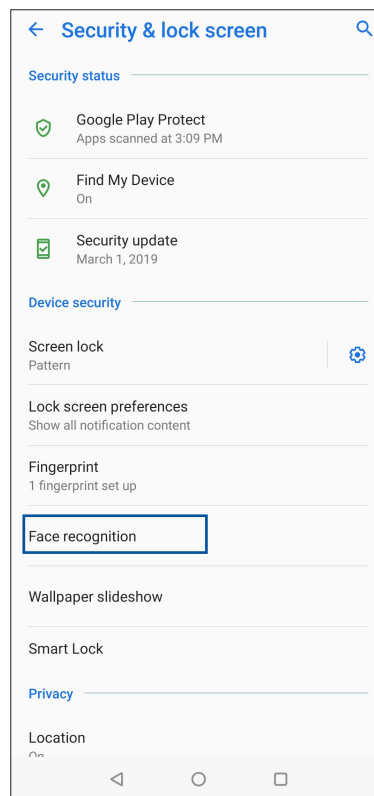 Security & lock screen
Security status
Google Play Protect
Apps scanned at 3:09 PM
Find My Device
On
Security update
March 1, 2019
Device security
Screen lock
Pattern
Lock screen preferences
Show all notification content
Fingerprint
1 fingerprint set up
Face recognition
Wallpaper slideshow
Smart Lock
Privacy
Location
On